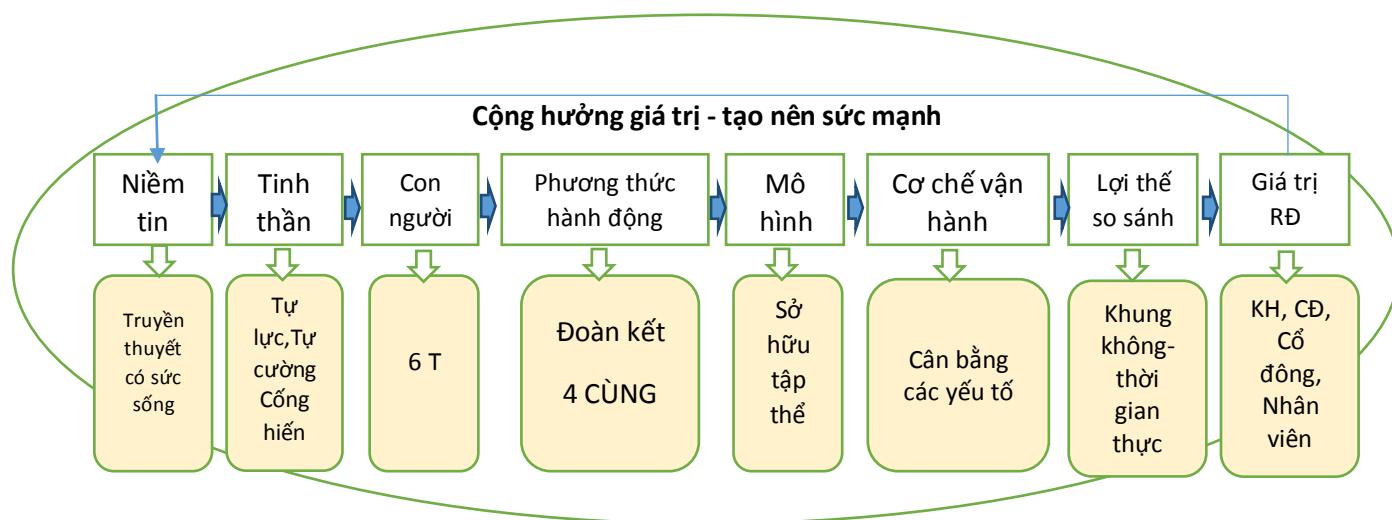 Cộng hưởng giá trị - tạo nên sức mạnh
Niềm
tin
Tinh
thần
Con
người
Phương thức
hành động
Mô
hình
Cơ chế vận
hành
Lợi thế
so sánh
Giá trị
RĐ
Truyền
thuyết
có sức
sống
Tự
lực,Tự
cường
Cống
hiến
6 T
Đoàn kết
4 CÙNG
Sở
hữu
tập
thể
Cân bằng
các yếu tố
Khung
không-
thời
gian
thực
KH, CĐ,
Cổ
đông,
Nhân
viên